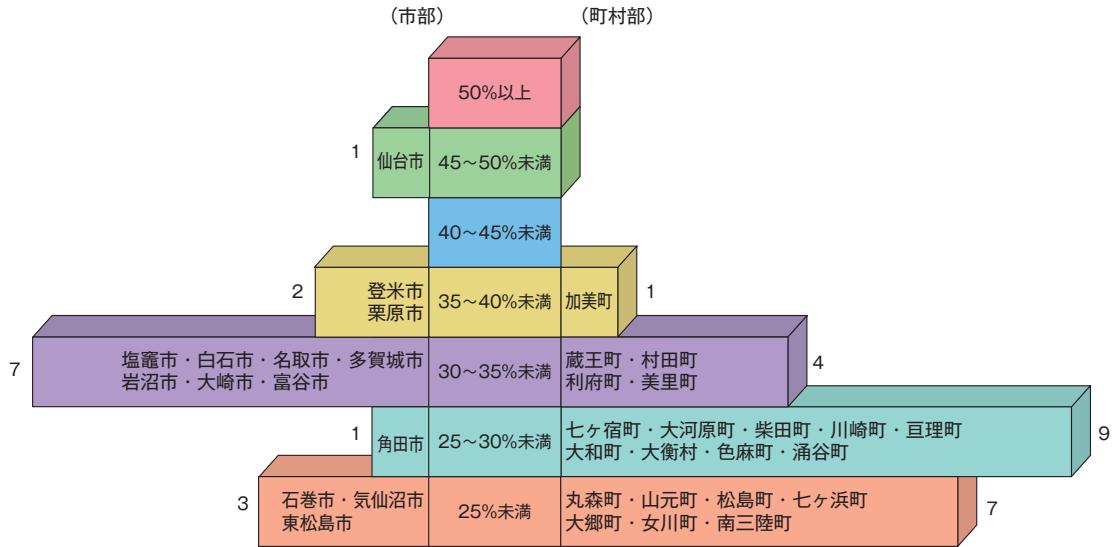 （市部）
（町村部）
50%以上
1
仙台市
45～50%未満
40～45%未満
2
登米市
栗原市
35～40%未満
加美町
1
7
塩竈市・白石市・名取市・多賀城市
岩沼市・大崎市・富谷市
30～35%未満
蔵王町・村田町
利府町・美里町
4
1
角田市
25～30%未満
七ヶ宿町・大河原町・柴田町・川崎町・亘理町
大和町・大衡村・色麻町・涌谷町
9
3
石巻市・気仙沼市
東松島市
25%未満
丸森町・山元町・松島町・七ヶ浜町
大郷町・女川町・南三陸町
7